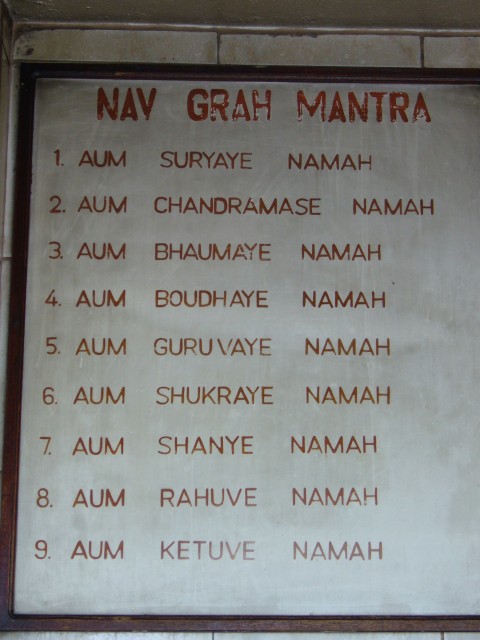 NAV GRAH MANTRA
1. AUM SURYAYE NAMAH
2. AUM CHANDRAMASE NAMAH
3. AUM BHAUMAYE NAMAH
4. AUM BOUDHAYE NAMAH
5. AUM GURUVAYE NAMAH
6. AUM SHUKRAYE NAMAH
7. AUM SHANYE NAMAH
8. AUM RAHUVE NAMAH
9. AUM KETUVE NAMAH